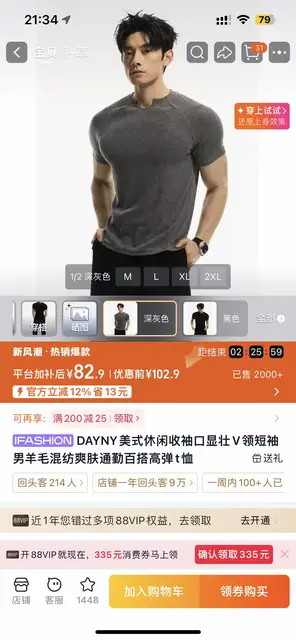 21:34
79
宝贝
31
穿上试试
还原上身效果
1/2 深灰色 M L XL 2XL
穿搭
晒图
深灰色
黑色
全部
新风潮·热销爆款
距结束 02:25:59
平台加补后¥82.9 优惠前¥102.9
已售 2000+
官方立减12%省13元
可再享: 满200减25 领取
IFASHION DAYNY美式休闲收袖口显壮V领短袖
男羊毛混纺爽肤通勤百搭高弹t恤
送礼
回头客214人
店铺一年回头客9万
一周内100+人已
88VIP 近1年您错过多项88VIP权益，去领取 去开通
开88VIP就现在，335元消费券马上领 确认领取335元
店铺
客服
1448
加入购物车
领券购买